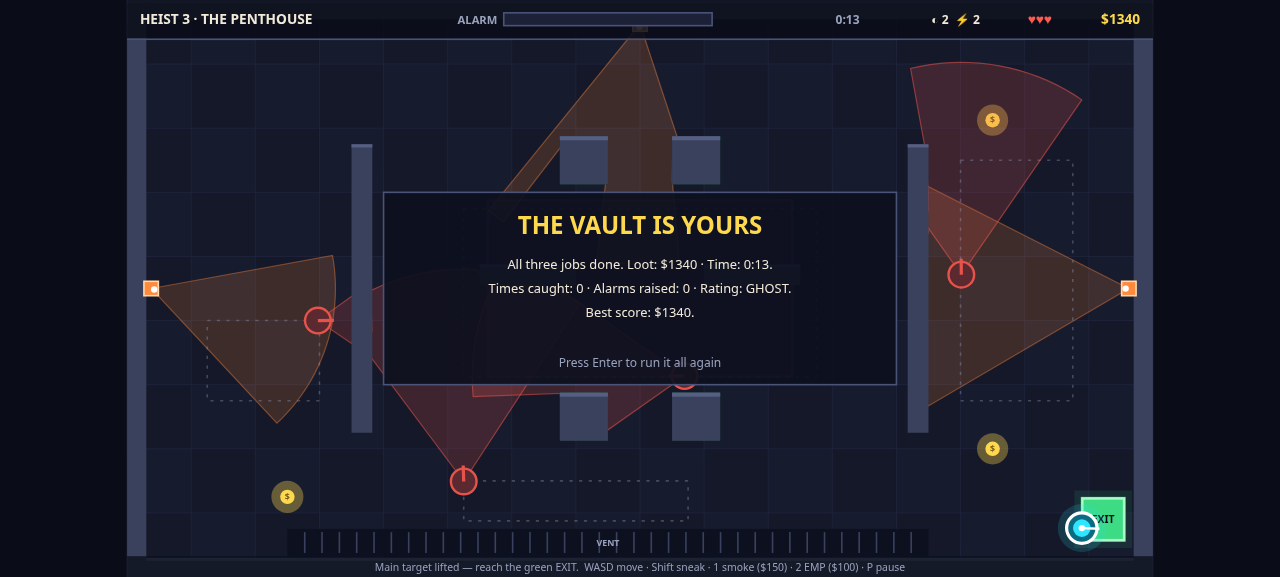 HEIST 3 · THE PENTHOUSE
ALARM
0:13
2 ⚡ 2
♥♥♥
$1340
$
THE VAULT IS YOURS
All three jobs done. Loot: $1340 · Time: 0:13.
Times caught: 0 · Alarms raised: 0 · Rating: GHOST.
Best score: $1340.
Press Enter to run it all again
$
$
EXIT
VENT
Main target lifted — reach the green EXIT. WASD move · Shift sneak · 1 smoke ($150) · 2 EMP ($100) · P pause